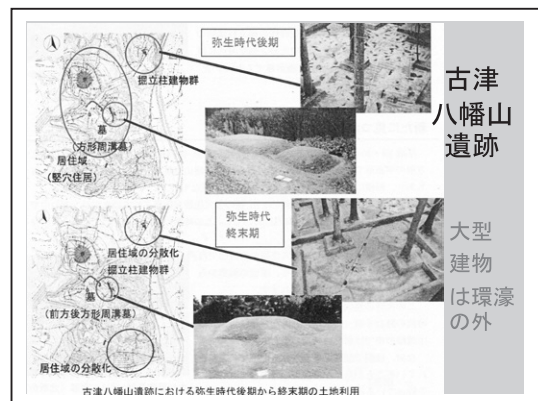 弥生時代後期
掘立柱建物群
墓
(方形周溝墓)
居住域
(竪穴住居)
弥生時代
終末期
居住域の分散化
掘立柱建物群
墓
(前方後方形周溝墓)
居住域の分散化
古津八幡山遺跡における弥生時代後期から終末期の土地利用
古津
八幡山
遺跡
大型
建物
は環濠
の外